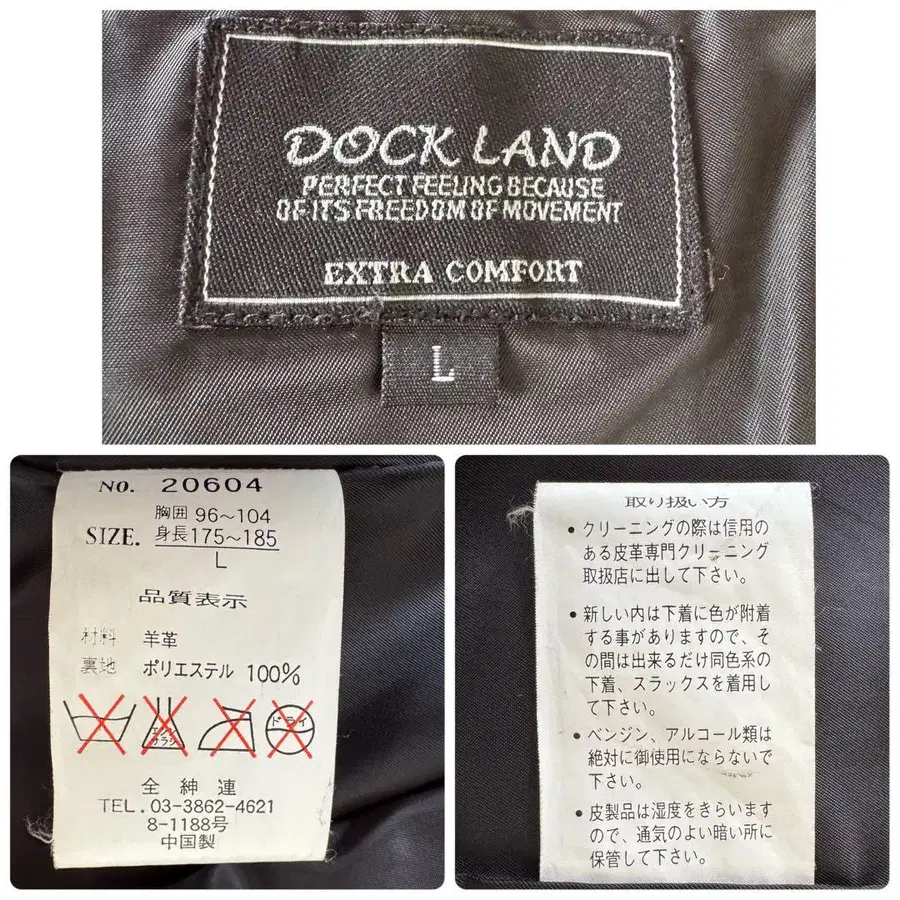 DOCK LAND
PERFECT FEELING BECAUSE
OF ITS FREEDOM OF MOVEMENT
EXTRA COMFORT
L
NO. 20604
胸囲 96〜104
SIZE. 身長 175〜185
L
品質表示
材料 羊革
裏地 ポリエステル 100%
エンソ
サラシ
ドライ
全紳連
TEL. 03-3862-4621
8-1188号
中国製
取り扱い方
• クリーニングの際は信用の
ある皮革専門クリーニング
取扱店に出して下さい。
• 新しい内は下着に色が附着
する事がありますので、そ
の間は出来るだけ同色系の
下着、スラックスを着用し
て下さい。
• ベンジン、アルコール類は
絶対に御使用にならないで
下さい。
• 皮製品は湿度をきらいます
ので、通気のよい暗い所に
保管して下さい。